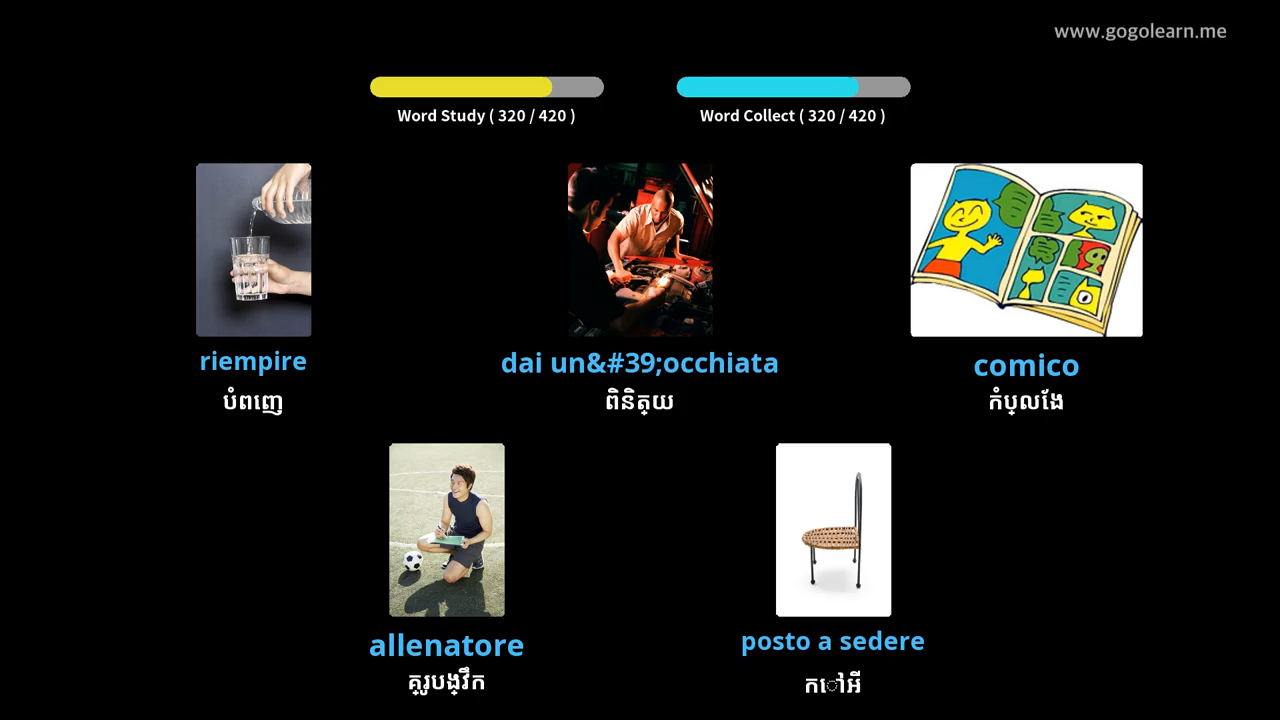 www.gogolearn.me
Word Study ( 320 / 420 )
Word Collect ( 320 / 420 )
riempire
dai un&#39;occhiata
comico
បំពញេ
ពិនិត្យ
កំប្លងែ
allenatore
posto a sedere
គ្រូបង្វឹក
កៅអី